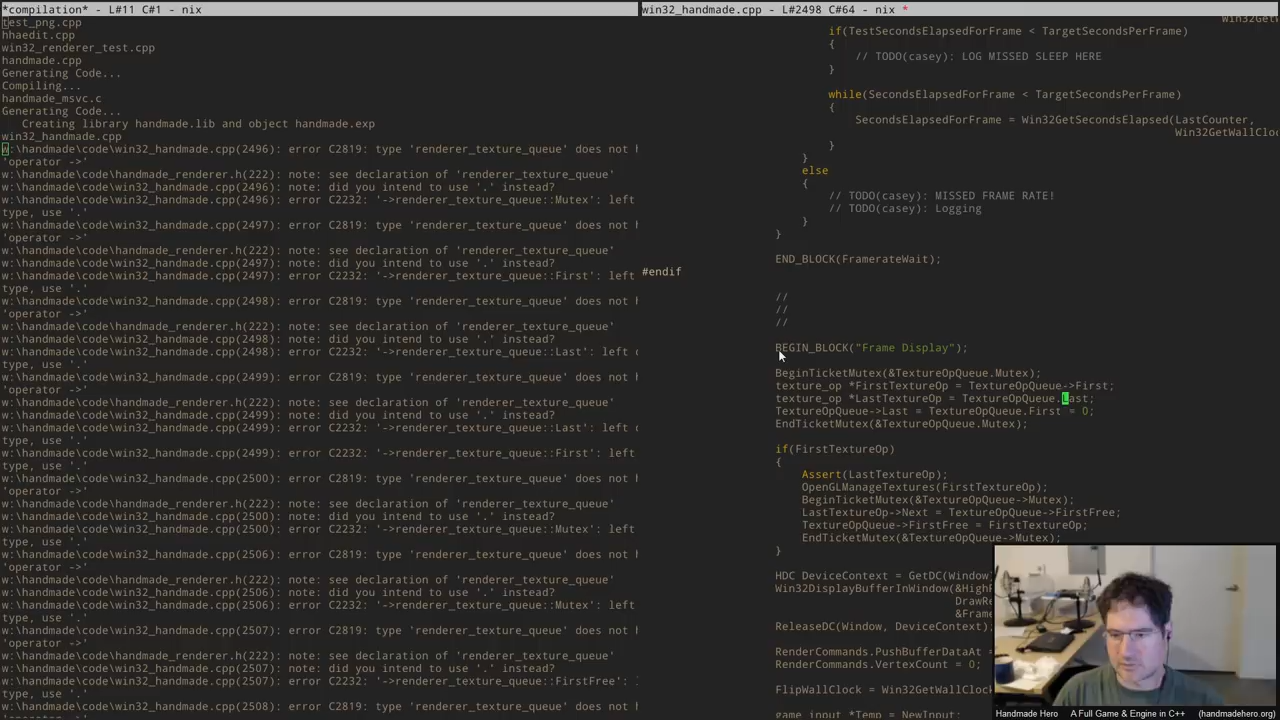 *compilation* - L#11 C#1 - nix
test_png.cpp
hhaedit.cpp
win32_renderer_test.cpp
handmade.cpp
Generating Code...
Compiling...
handmade_msvc.c
Generating Code...
Creating library handmade.lib and object handmade.exp
win32_handmade.cpp
w:\handmade\code\win32_handmade.cpp(2496): error C2819: type 'renderer_texture_queue' does not h
'operator ->'
w:\handmade\code\handmade_renderer.h(222): note: see declaration of 'renderer_texture_queue'
w:\handmade\code\win32_handmade.cpp(2496): note: did you intend to use '.' instead?
w:\handmade\code\win32_handmade.cpp(2496): error C2232: '->renderer_texture_queue::Mutex': left
type, use '.'
w:\handmade\code\win32_handmade.cpp(2497): error C2819: type 'renderer_texture_queue' does not h
'operator ->'
w:\handmade\code\handmade_renderer.h(222): note: see declaration of 'renderer_texture_queue'
w:\handmade\code\win32_handmade.cpp(2497): note: did you intend to use '.' instead?
w:\handmade\code\win32_handmade.cpp(2497): error C2232: '->renderer_texture_queue::First': left
type, use '.'
w:\handmade\code\win32_handmade.cpp(2498): error C2819: type 'renderer_texture_queue' does not h
'operator ->'
w:\handmade\code\handmade_renderer.h(222): note: see declaration of 'renderer_texture_queue'
w:\handmade\code\win32_handmade.cpp(2498): note: did you intend to use '.' instead?
w:\handmade\code\win32_handmade.cpp(2498): error C2232: '->renderer_texture_queue::Last': left
type, use '.'
w:\handmade\code\win32_handmade.cpp(2499): error C2819: type 'renderer_texture_queue' does not h
'operator ->'
w:\handmade\code\handmade_renderer.h(222): note: see declaration of 'renderer_texture_queue'
w:\handmade\code\win32_handmade.cpp(2499): note: did you intend to use '.' instead?
w:\handmade\code\win32_handmade.cpp(2499): error C2232: '->renderer_texture_queue::Last': left
type, use '.'
w:\handmade\code\win32_handmade.cpp(2499): error C2232: '->renderer_texture_queue::First': left
type, use '.'
w:\handmade\code\win32_handmade.cpp(2500): error C2819: type 'renderer_texture_queue' does not h
'operator ->'
w:\handmade\code\handmade_renderer.h(222): note: see declaration of 'renderer_texture_queue'
w:\handmade\code\win32_handmade.cpp(2500): note: did you intend to use '.' instead?
w:\handmade\code\win32_handmade.cpp(2500): error C2232: '->renderer_texture_queue::Mutex': left
type, use '.'
w:\handmade\code\win32_handmade.cpp(2506): error C2819: type 'renderer_texture_queue' does not h
'operator ->'
w:\handmade\code\handmade_renderer.h(222): note: see declaration of 'renderer_texture_queue'
w:\handmade\code\win32_handmade.cpp(2506): note: did you intend to use '.' instead?
w:\handmade\code\win32_handmade.cpp(2506): error C2232: '->renderer_texture_queue::Mutex': left
type, use '.'
w:\handmade\code\win32_handmade.cpp(2507): error C2819: type 'renderer_texture_queue' does not h
'operator ->'
w:\handmade\code\handmade_renderer.h(222): note: see declaration of 'renderer_texture_queue'
w:\handmade\code\win32_handmade.cpp(2507): note: did you intend to use '.' instead?
w:\handmade\code\win32_handmade.cpp(2507): error C2232: '->renderer_texture_queue::FirstFree':
type, use '.'
w:\handmade\code\win32_handmade.cpp(2508): error C2819: type 'renderer_texture_queue' does not h
win32_handmade.cpp - L#2498 C#64 - nix *
Win32Get
if(TestSecondsElapsedForFrame < TargetSecondsPerFrame)
{
// TODO(casey): LOG MISSED SLEEP HERE
}
while(SecondsElapsedForFrame < TargetSecondsPerFrame)
{
SecondsElapsedForFrame = Win32GetSecondsElapsed(LastCounter,
Win32GetWallCloc
}
}
else
{
// TODO(casey): MISSED FRAME RATE!
// TODO(casey): Logging
}
}
END_BLOCK(FramerateWait);
#endif
//
//
//
BEGIN_BLOCK("Frame Display");
BeginTicketMutex(&TextureOpQueue.Mutex);
texture_op *FirstTextureOp = TextureOpQueue->First;
texture_op *LastTextureOp = TextureOpQueue.Last;
TextureOpQueue->Last = TextureOpQueue.First = 0;
EndTicketMutex(&TextureOpQueue.Mutex);
if(FirstTextureOp)
{
Assert(LastTextureOp);
OpenGLManageTextures(FirstTextureOp);
BeginTicketMutex(&TextureOpQueue->Mutex);
LastTextureOp->Next = TextureOpQueue->FirstFree;
TextureOpQueue->FirstFree = FirstTextureOp;
EndTicketMutex(&TextureOpQueue->Mutex);
}
HDC DeviceContext = GetDC(Window)
Win32DisplayBufferInWindow(&High
DrawRe
&Frame
ReleaseDC(Window, DeviceContext);
RenderCommands.PushBufferDataAt =
RenderCommands.VertexCount = 0;
FlipWallClock = Win32GetWallCloc
game_input *Temp = NewInput;
Handmade Hero A Full Game & Engine in C++ (handmadehero.org)